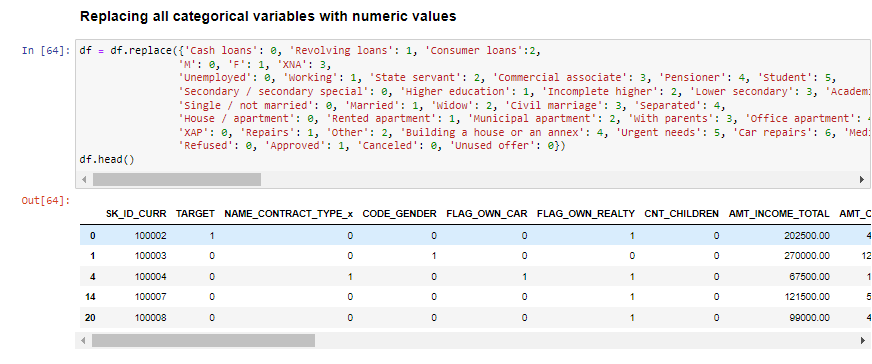 Replacing all categorical variables with numeric values
In [64]: df = df.replace({'Cash loans': 0, 'Revolving loans': 1, 'Consumer loans':2,
'M': 0, 'F': 1, 'XNA': 3,
'Unemployed': 0, 'Working': 1, 'State servant': 2, 'Commercial associate': 3, 'Pensioner': 4, 'Student': 5,
'Secondary / secondary special': 0, 'Higher education': 1, 'Incomplete higher': 2, 'Lower secondary': 3, 'Academi
'Single / not married': 0, 'Married': 1, 'Widow': 2, 'Civil marriage': 3, 'Separated': 4,
'House / apartment': 0, 'Rented apartment': 1, 'Municipal apartment': 2, 'With parents': 3, 'Office apartment': 4
'XAP': 0, 'Repairs': 1, 'Other': 2, 'Building a house or an annex': 4, 'Urgent needs': 5, 'Car repairs': 6, 'Medi
'Refused': 0, 'Approved': 1, 'Canceled': 0, 'Unused offer': 0})
df.head()
Out[64]:
SK_ID_CURR TARGET NAME_CONTRACT_TYPE_x CODE_GENDER FLAG_OWN_CAR FLAG_OWN_REALTY CNT_CHILDREN AMT_INCOME_TOTAL AMT_C
0 100002 1 0 0 0 1 0 202500.00 4
1 100003 0 0 1 0 0 0 270000.00 12
4 100004 0 1 0 1 1 0 67500.00 1
14 100007 0 0 0 0 1 0 121500.00 5
20 100008 0 0 0 0 1 0 99000.00 4